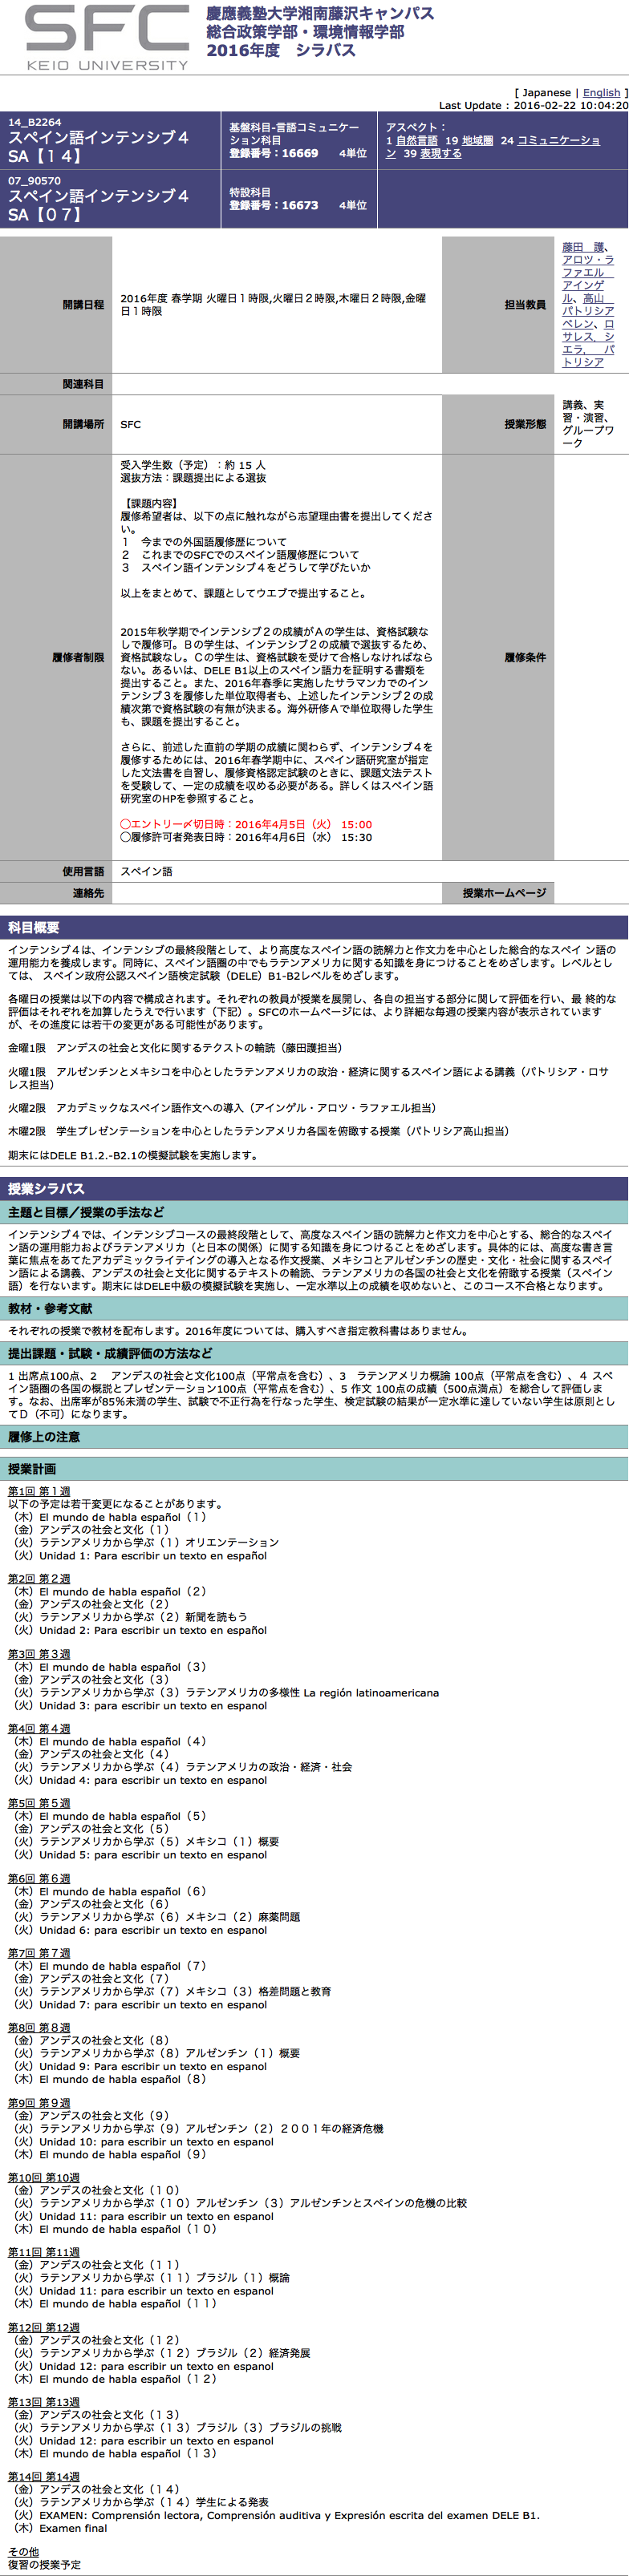 SFC
KEIO UNIVERSITY
慶應義塾大学湘南藤沢キャンパス
総合政策学部・環境情報学部
2016年度　シラバス
[ Japanese | English ]
Last Update : 2016-02-22 10:04:20
14_B2264
スペイン語インテンシブ４
SA【１４】
基盤科目-言語コミュニケー
ション科目
登録番号：16669　　4単位
アスペクト：
1 自然言語 19 地域圏 24 コミュニケーショ
ン 39 表現する
07_90570
スペイン語インテンシブ４
SA【０７】
特設科目
登録番号：16673　　4単位
開講日程
2016年度 春学期 火曜日１時限,火曜日２時限,木曜日２時限,金曜
日１時限
担当教員
藤田　護、
アロツ・ラ
ファエル　
アインゲ
ル、高山　
パトリシア
ベレン、ロ
サレス，シ
エラ，　パ
トリシア
関連科目
開講場所
SFC
授業形態
講義、実
習・演習、
グループワ
ーク
履修者制限
受入学生数（予定）：約 15 人
選抜方法：課題提出による選抜
【課題内容】
履修希望者は、以下の点に触れながら志望理由書を提出してくださ
い。
１　今までの外国語履修歴について
２　これまでのSFCでのスペイン語履修歴について
３　スペイン語インテンシブ４をどうして学びたいか
以上をまとめて、課題としてウエブで提出すること。
2015年秋学期でインテンシブ２の成績がＡの学生は、資格試験な
しで履修可。Ｂの学生は、インテンシブ２の成績で選抜するため、
資格試験なし。Ｃの学生は、資格試験を受けて合格しなければなら
ない。あるいは、DELE B1以上のスペイン語力を証明する書類を
提出すること。また、2016年春季に実施したサラマンカでのイン
テンシブ３を履修した単位取得者も、上述したインテンシブ２の成
績次第で資格試験の有無が決まる。海外研修Ａで単位取得した学生
も、課題を提出すること。
さらに、前述した直前の学期の成績に関わらず、インテンシブ４を
履修するためには、2016年春学期中に、スペイン語研究室が指定
した文法書を自習し、履修資格認定試験のときに、課題文法テスト
を受験して、一定の成績を収める必要がある。詳しくはスペイン語
研究室のHPを参照すること。
◯エントリー〆切日時：2016年4月5日（火） 15:00
◯履修許可者発表日時：2016年4月6日（水） 15:30
履修条件
使用言語
スペイン語
連絡先
授業ホームページ
科目概要
インテンシブ４は、インテンシブの最終段階として、より高度なスペイン語の読解力と作文力を中心とした総合的なスペイ ン語の
運用能力を養成します。同時に、スペイン語圏の中でもラテンアメリカに関する知識を身につけることをめざします。レベルとし
ては、 スペイン政府公認スペイン語検定試験（DELE）B1-B2レベルをめざします。
各曜日の授業は以下の内容で構成されます。それぞれの教員が授業を展開し、各自の担当する部分に関して評価を行い、最 終的な
評価はそれぞれを加算したうえで行います（下記）。SFCのホームページには、より詳細な毎週の授業内容が表示されています
が、その進度には若干の変更がある可能性があります。
金曜1限　アンデスの社会と文化に関するテクストの輪読（藤田護担当）
火曜1限　アルゼンチンとメキシコを中心としたラテンアメリカの政治・経済に関するスペイン語による講義（パトリシア・ロサ
レス担当）
火曜2限　アカデミックなスペイン語作文への導入（アインゲル・アロツ・ラファエル担当）
木曜2限　学生プレゼンテーションを中心としたラテンアメリカ各国を俯瞰する授業（パトリシア高山担当）
期末にはDELE B1.2.-B2.1の模擬試験を実施します。
授業シラバス
主題と目標／授業の手法など
インテンシブ４では、インテンシブコースの最終段階として、高度なスペイン語の読解力と作文力を中心とする、総合的なスペイ
ン語の運用能力およびラテンアメリカ（と日本の関係）に関する知識を身につけることをめざします。具体的には、高度な書き言
葉に焦点をあてたアカデミックライテイングの導入となる作文授業、メキシコとアルゼンチンの歴史・文化・社会に関するスペイ
ン語による講義、アンデスの社会と文化に関するテキストの輪読、ラテンアメリカの各国の社会と文化を俯瞰する授業（スペイン
語）を行ないます。期末にはDELE中級の模擬試験を実施し、一定水準以上の成績を収めないと、このコース不合格となります。
教材・参考文献
それぞれの授業で教材を配布します。2016年度については、購入すべき指定教科書はありません。
提出課題・試験・成績評価の方法など
1 出席点100点、2　 アンデスの社会と文化100点（平常点を含む）、3　ラテンアメリカ概論 100点（平常点を含む）、４ スペ
イン語圏の各国の概説とプレゼンテーション100点（平常点を含む）、5 作文 100点の成績（500点満点）を総合して評価しま
す。なお、出席率が85%未満の学生、試験で不正行為を行なった学生、検定試験の結果が一定水準に達していない学生は原則とし
てＤ（不可）になります。
履修上の注意
授業計画
第1回 第１週
以下の予定は若干変更になることがあります。
（木）El mundo de habla español（１）
（金）アンデスの社会と文化（１）
（火）ラテンアメリカから学ぶ（１）オリエンテーション
（火）Unidad 1: Para escribir un texto en español
第2回 第２週
（木）El mundo de habla español（２）
（金）アンデスの社会と文化（２）
（火）ラテンアメリカから学ぶ（２）新聞を読もう
（火）Unidad 2: Para escribir un texto en español
第3回 第３週
（木）El mundo de habla español（３）
（金）アンデスの社会と文化（３）
（火）ラテンアメリカから学ぶ（３）ラテンアメリカの多様性 La región latinoamericana
（火）Unidad 3: para escribir un texto en espanol
第4回 第４週
（木）El mundo de habla español（４）
（金）アンデスの社会と文化（４）
（火）ラテンアメリカから学ぶ（４）ラテンアメリカの政治・経済・社会
（火）Unidad 4: para escribir un texto en espanol
第5回 第５週
（木）El mundo de habla español（５）
（金）アンデスの社会と文化（５）
（火）ラテンアメリカから学ぶ（５）メキシコ（１）概要
（火）Unidad 5: para escribir un texto en espanol
第6回 第６週
（木）El mundo de habla español（６）
（金）アンデスの社会と文化（６）
（火）ラテンアメリカから学ぶ（６）メキシコ（２）麻薬問題
（火）Unidad 6: para escribir un texto en espanol
第7回 第７週
（木）El mundo de habla español（７）
（金）アンデスの社会と文化（７）
（火）ラテンアメリカから学ぶ（７）メキシコ（３）格差問題と教育
（火）Unidad 7: para escribir un texto en espanol
第8回 第８週
（金）アンデスの社会と文化（８）
（火）ラテンアメリカから学ぶ（８）アルゼンチン（１）概要
（火）Unidad 9: Para escribir un texto en espanol
（木）El mundo de habla español（８）
第9回 第９週
（金）アンデスの社会と文化（９）
（火）ラテンアメリカから学ぶ（９）アルゼンチン（２）２００１年の経済危機
（火）Unidad 10: para escribir un texto en espanol
（木）El mundo de habla español（９）
第10回 第10週
（金）アンデスの社会と文化（１０）
（火）ラテンアメリカから学ぶ（１０）アルゼンチン（３）アルゼンチンとスペインの危機の比較
（火）Unidad 11: para escribir un texto en espanol
（木）El mundo de habla español（１０）
第11回 第11週
（金）アンデスの社会と文化（１１）
（火）ラテンアメリカから学ぶ（１１）ブラジル（１）概論
（火）Unidad 11: para escribir un texto en espanol
（木）El mundo de habla español（１１）
第12回 第12週
（金）アンデスの社会と文化（１２）
（火）ラテンアメリカから学ぶ（１２）ブラジル（２）経済発展
（火）Unidad 12: para escribir un texto en espanol
（木）El mundo de habla español（１２）
第13回 第13週
（金）アンデスの社会と文化（１３）
（火）ラテンアメリカから学ぶ（１３）ブラジル（３）ブラジルの挑戦
（火）Unidad 12: para escribir un texto en espanol
（木）El mundo de habla español（１３）
第14回 第14週
（金）アンデスの社会と文化（１４）
（火）ラテンアメリカから学ぶ（１４）学生による発表
（火）EXAMEN: Comprensión lectora, Comprensión auditiva y Expresión escrita del examen DELE B1.
（木）Examen final
その他
復習の授業予定